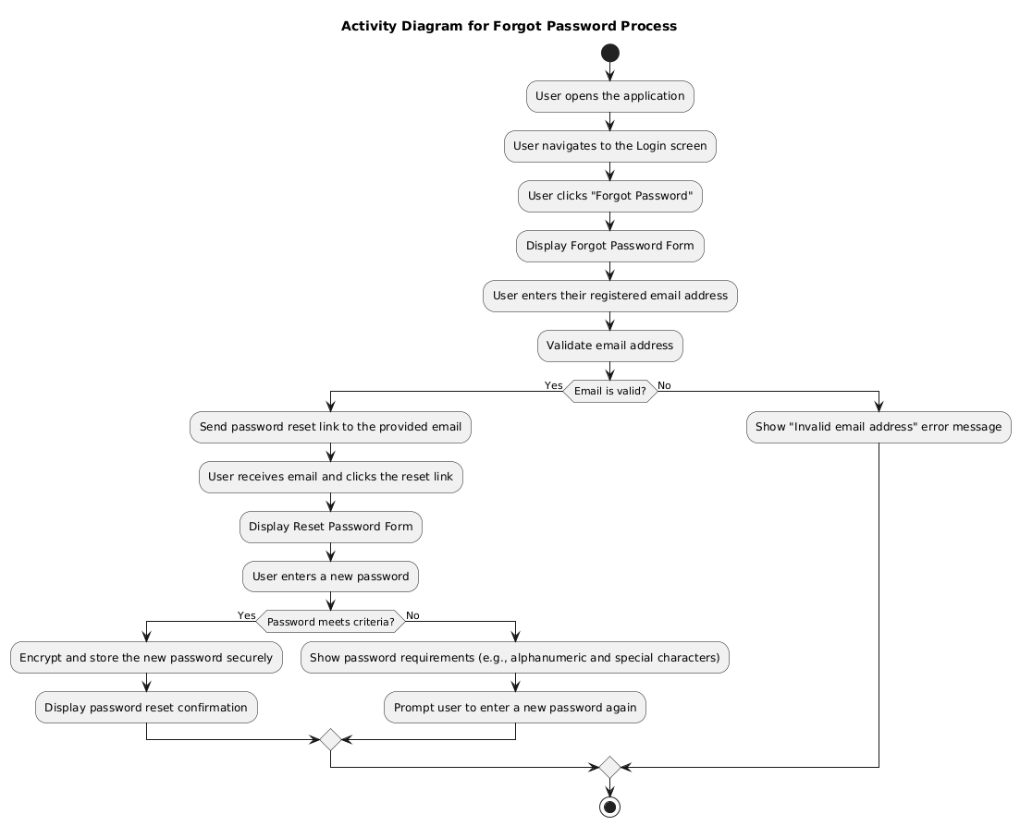 Activity Diagram for Forgot Password Process
User opens the application
User navigates to the Login screen
User clicks "Forgot Password"
Display Forgot Password Form
User enters their registered email address
Validate email address
Yes
Email is valid?
No
Send password reset link to the provided email
Show "Invalid email address" error message
User receives email and clicks the reset link
Display Reset Password Form
User enters a new password
Yes
Password meets criteria?
No
Encrypt and store the new password securely
Show password requirements (e.g., alphanumeric and special characters)
Display password reset confirmation
Prompt user to enter a new password again